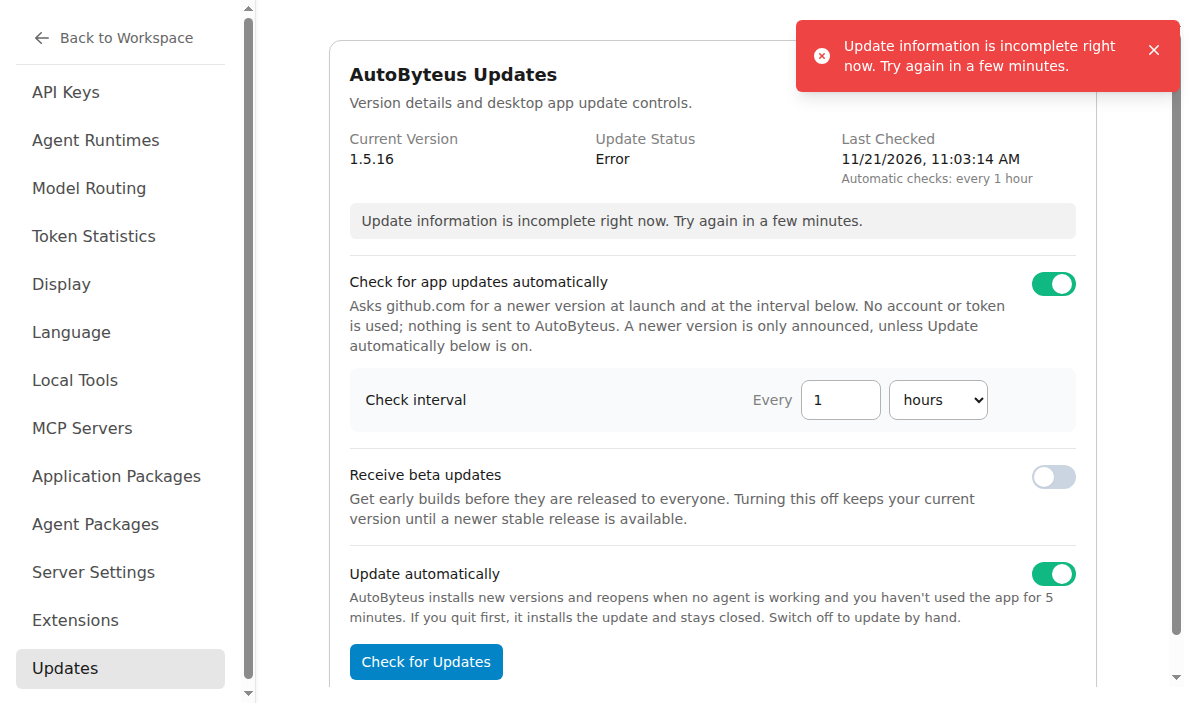 Back to Workspace
API Keys
Agent Runtimes
Model Routing
Token Statistics
Display
Language
Local Tools
MCP Servers
Application Packages
Agent Packages
Server Settings
Extensions
Updates
Update information is incomplete right
now. Try again in a few minutes.
AutoByteus Updates
Version details and desktop app update controls.
Current Version
1.5.16
Update Status
Error
Last Checked
11/21/2026, 11:03:14 AM
Automatic checks: every 1 hour
Update information is incomplete right now. Try again in a few minutes.
Check for app updates automatically
Asks github.com for a newer version at launch and at the interval below. No account or token
is used; nothing is sent to AutoByteus. A newer version is only announced, unless Update
automatically below is on.
Check interval
Every
1
hours
Receive beta updates
Get early builds before they are released to everyone. Turning this off keeps your current
version until a newer stable release is available.
Update automatically
AutoByteus installs new versions and reopens when no agent is working and you haven't used the app for 5
minutes. If you quit first, it installs the update and stays closed. Switch off to update by hand.
Check for Updates